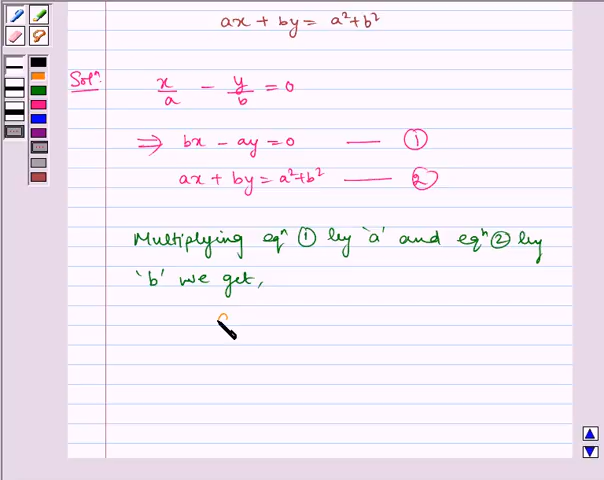 ax + by = a²+b²
Solⁿ.
x/a - y/b = 0
⇒ bx - ay = 0 —— ①
ax + by = a²+b² —— ②
Multiplying eqⁿ ① by 'a' and eqⁿ ② by
'b' we get,